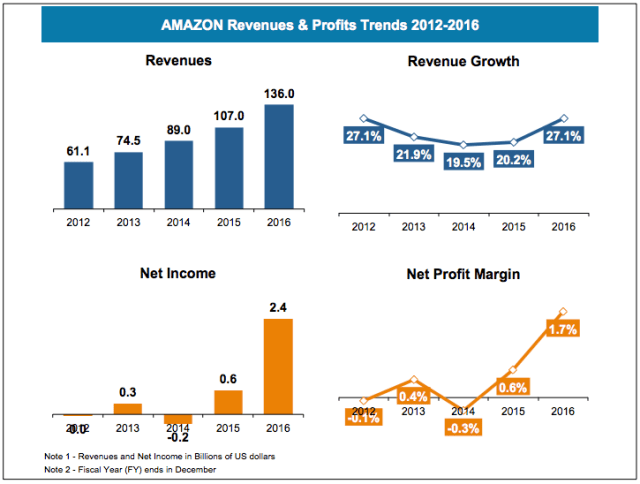 AMAZON Revenues & Profits Trends 2012-2016
Revenues
61.1 74.5 89.0 107.0 136.0
2012 2013 2014 2015 2016
Revenue Growth
27.1% 21.9% 19.5% 20.2% 27.1%
2012 2013 2014 2015 2016
Net Income
-0.0 0.3 -0.2 0.6 2.4
2012 2013 2014 2015 2016
Net Profit Margin
-0.1% 0.4% -0.3% 0.6% 1.7%
2012 2013 2014 2015 2016
Note 1 - Revenues and Net Income in Billions of US dollars
Note 2 - Fiscal Year (FY) ends in December